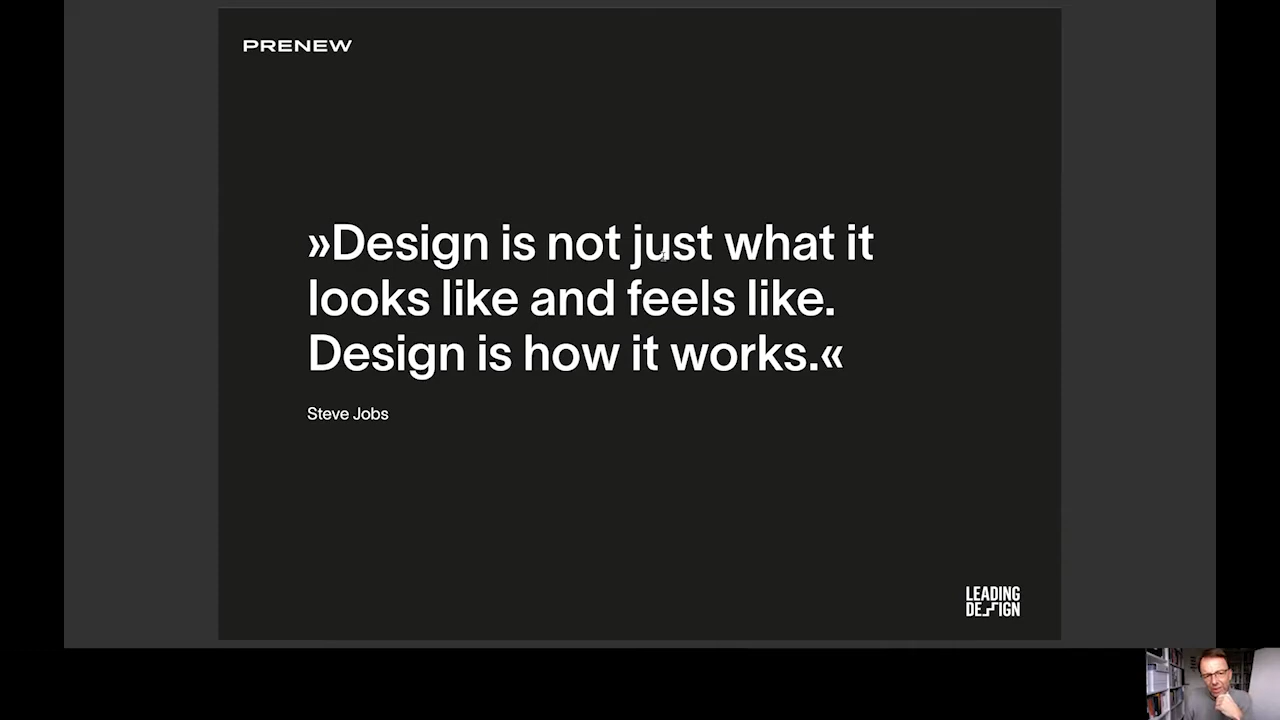 PRENEW
»Design is not just what it
looks like and feels like.
Design is how it works.«
Steve Jobs
LEADING
DESIGN